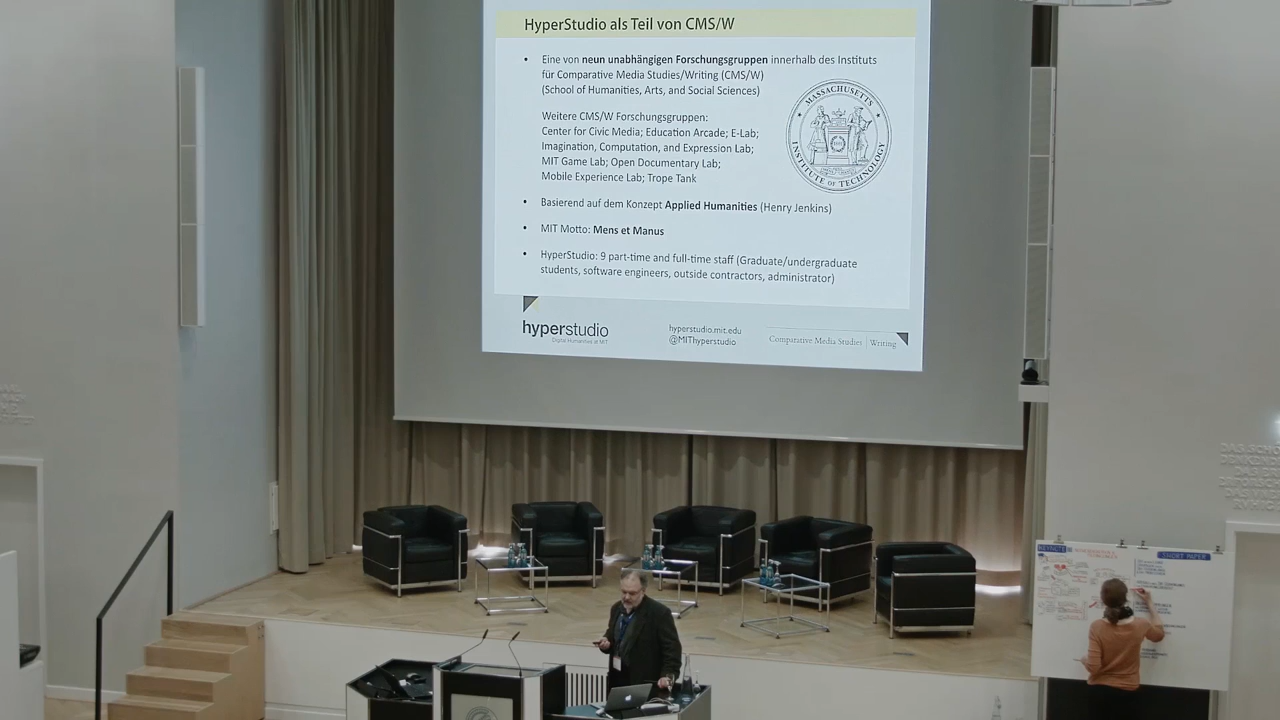 HyperStudio als Teil von CMS/W
• Eine von neun unabhängigen Forschungsgruppen innerhalb des Instituts
für Comparative Media Studies/Writing (CMS/W)
(School of Humanities, Arts, and Social Sciences)
Weitere CMS/W Forschungsgruppen:
Center for Civic Media; Education Arcade; E-Lab;
Imagination, Computation, and Expression Lab;
MIT Game Lab; Open Documentary Lab;
Mobile Experience Lab; Trope Tank
MASSACHUSETTS
INSTITUTE OF TECHNOLOGY
• Basierend auf dem Konzept Applied Humanities (Henry Jenkins)
• MIT Motto: Mens et Manus
• HyperStudio: 9 part-time and full-time staff (Graduate/undergraduate
students, software engineers, outside contractors, administrator)
hyperstudio
Digital Humanities at MIT
hyperstudio.mit.edu
@MIThyperstudio
Comparative Media Studies | Writing
KEYNOTE
SHORT PAPER